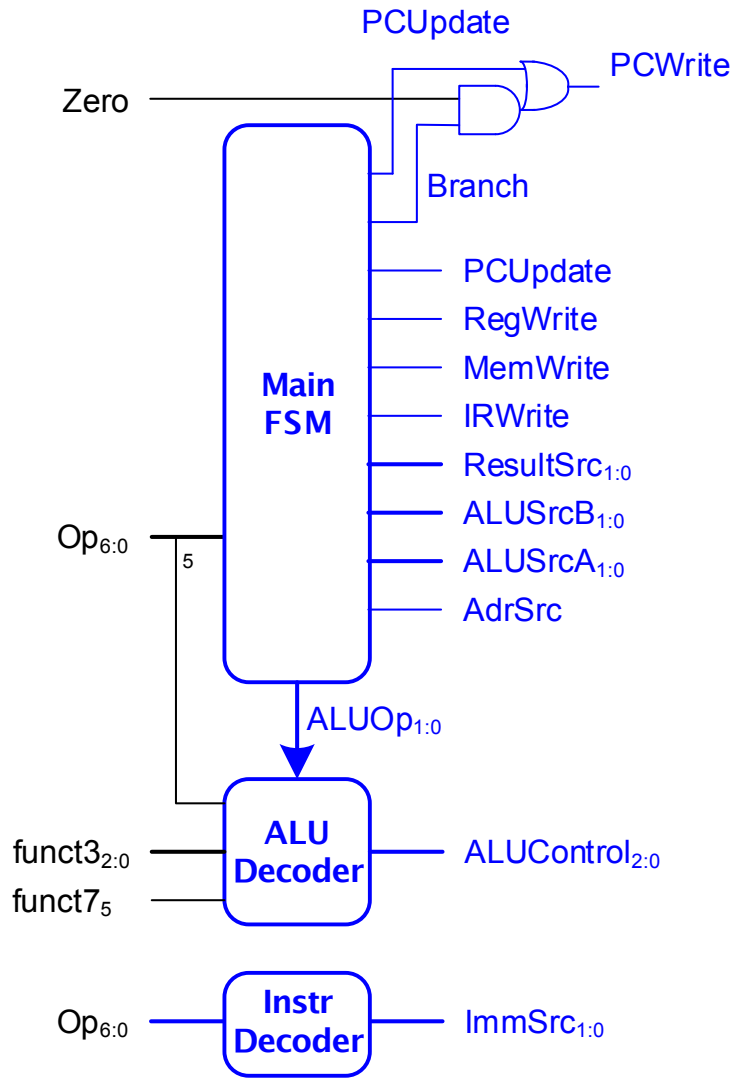 PCUpdate
PCWrite
Zero
Branch
PCUpdate
RegWrite
MemWrite
Main
FSM
IRWrite
ResultSrc1:0
ALUSrcB1:0
Op6:0
5
ALUSrcA1:0
AdrSrc
ALUOp1:0
ALU
Decoder
funct32:0
ALUControl2:0
funct75
Instr
Decoder
Op6:0
ImmSrc1:0